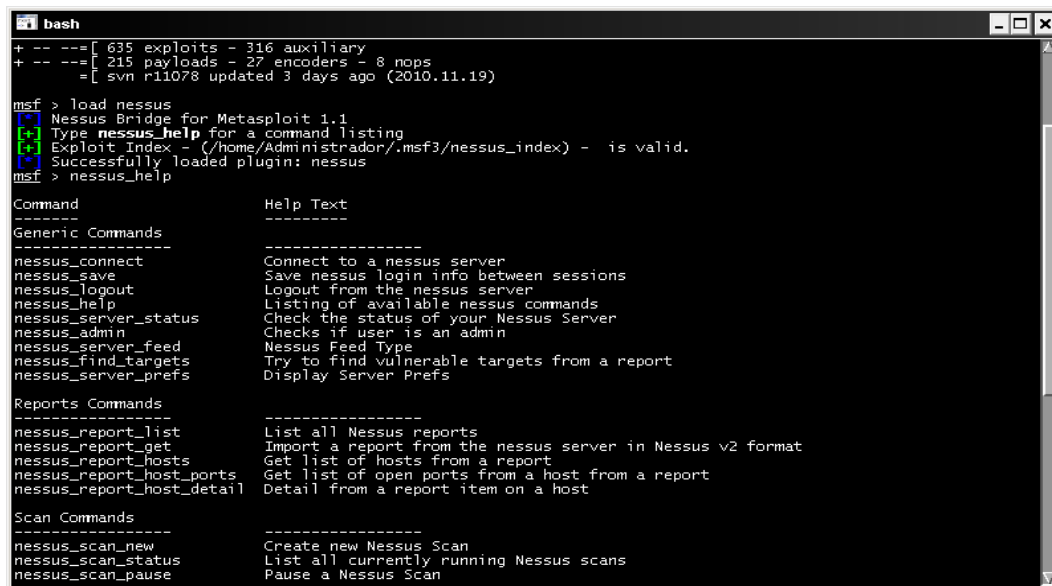 bash
+ -- --=[ 635 exploits - 316 auxiliary
+ -- --=[ 215 payloads - 27 encoders - 8 nops
=[ svn r11078 updated 3 days ago (2010.11.19)
msf > load nessus
[*] Nessus Bridge for Metasploit 1.1
[+] Type nessus_help for a command listing
[+] Exploit Index - (/home/Administrador/.msf3/nessus_index) -  is valid.
[*] Successfully loaded plugin: nessus
msf > nessus_help
Command                  Help Text
-------                  ---------
Generic Commands
-----------------        -----------------
nessus_connect           Connect to a nessus server
nessus_save              Save nessus login info between sessions
nessus_logout            Logout from the nessus server
nessus_help              Listing of available nessus commands
nessus_server_status     Check the status of your Nessus Server
nessus_admin             Checks if user is an admin
nessus_server_feed       Nessus Feed Type
nessus_find_targets      Try to find vulnerable targets from a report
nessus_server_prefs      Display Server Prefs
Reports Commands
-----------------        -----------------
nessus_report_list       List all Nessus reports
nessus_report_get        Import a report from the nessus server in Nessus v2 format
nessus_report_hosts      Get list of hosts from a report
nessus_report_host_ports Get list of open ports from a host from a report
nessus_report_host_detail Detail from a report item on a host
Scan Commands
-----------------        -----------------
nessus_scan_new          Create new Nessus Scan
nessus_scan_status       List all currently running Nessus scans
nessus_scan_pause        Pause a Nessus Scan